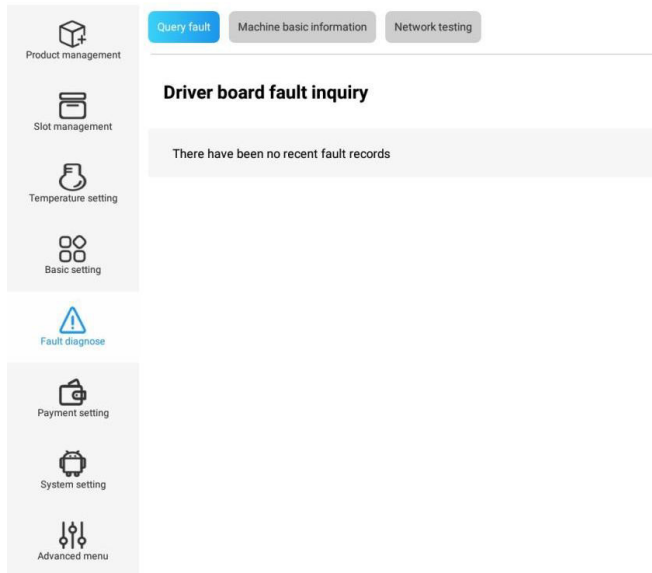 Query fault
Machine basic information
Network testing
Product management
Driver board fault inquiry
Slot management
There have been no recent fault records
Temperature setting
Basic setting
Fault diagnose
Payment setting
System setting
Advanced menu